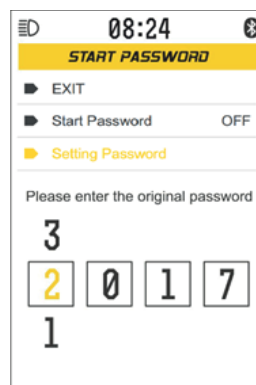 08:24
START PASSWORD
EXIT
Start Password OFF
Setting Password
Please enter the original password
3
2 0 1 7
1